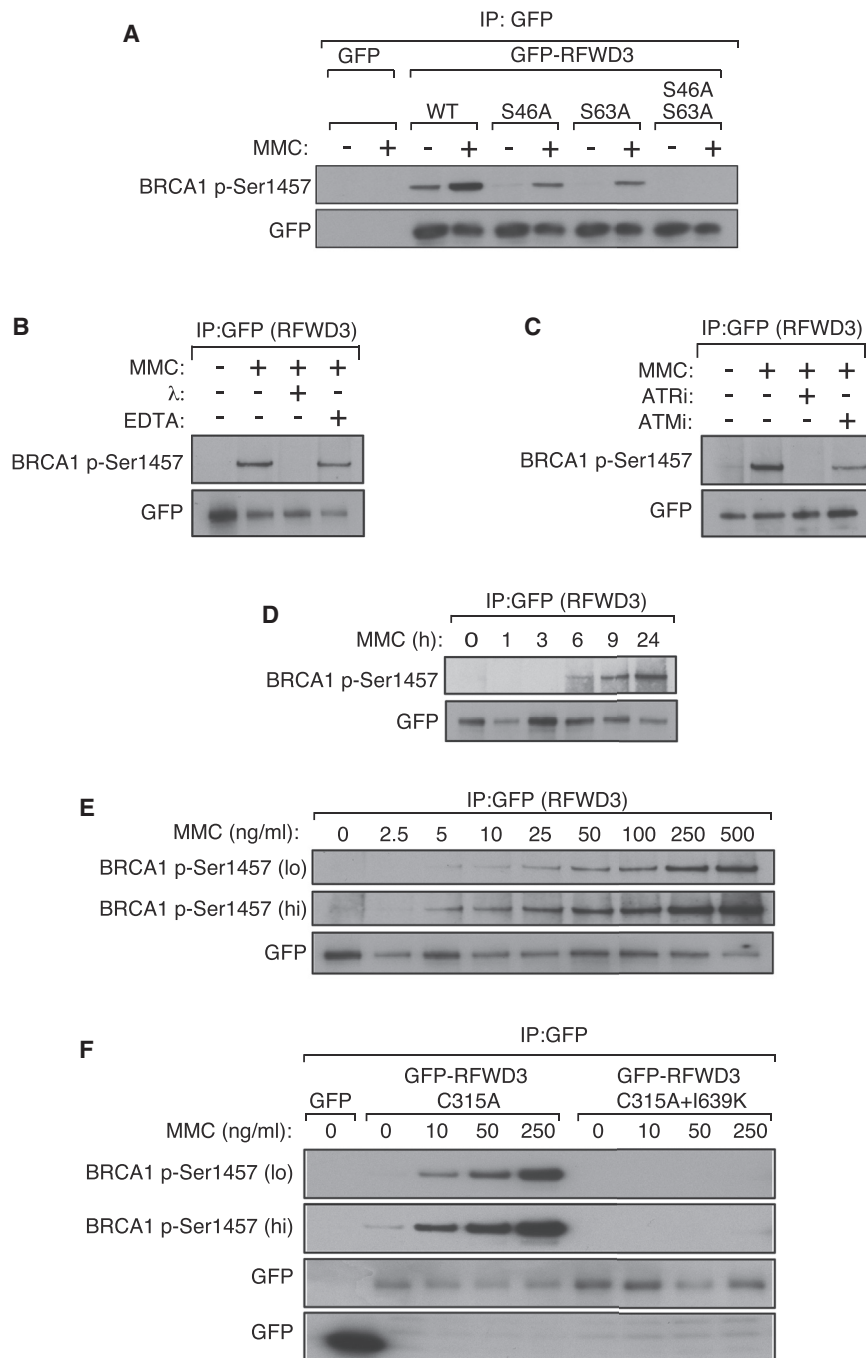 A
IP: GFP
GFP GFP-RFWD3
S46A
WT S46A S63A S63A
MMC: - + - + - + - + - +
BRCA1 p-Ser1457
GFP
B
IP:GFP (RFWD3)
MMC: - + + +
λ: - - + -
EDTA: - - - +
BRCA1 p-Ser1457
GFP
C
IP:GFP (RFWD3)
MMC: - + + +
ATRi: - - + -
ATMi: - - - +
BRCA1 p-Ser1457
GFP
D
IP:GFP (RFWD3)
MMC (h): 0 1 3 6 9 24
BRCA1 p-Ser1457
GFP
E
IP:GFP (RFWD3)
MMC (ng/ml): 0 2.5 5 10 25 50 100 250 500
BRCA1 p-Ser1457 (lo)
BRCA1 p-Ser1457 (hi)
GFP
F
IP:GFP
GFP-RFWD3 GFP-RFWD3
GFP C315A C315A+I639K
MMC (ng/ml): 0 0 10 50 250 0 10 50 250
BRCA1 p-Ser1457 (lo)
BRCA1 p-Ser1457 (hi)
GFP
GFP